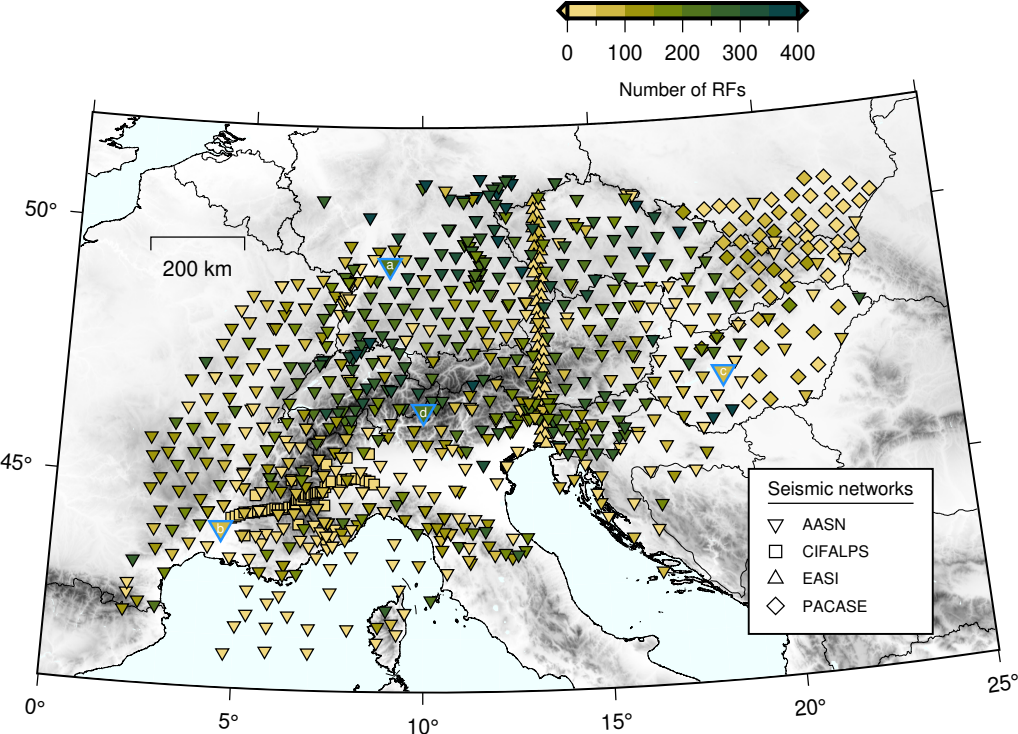 0 100 200 300 400
Number of RFs
50°
200 km
a
c
d
45°
b
Seismic networks
AASN
CIFALPS
EASI
PACASE
0° 5° 10° 15° 20° 25°